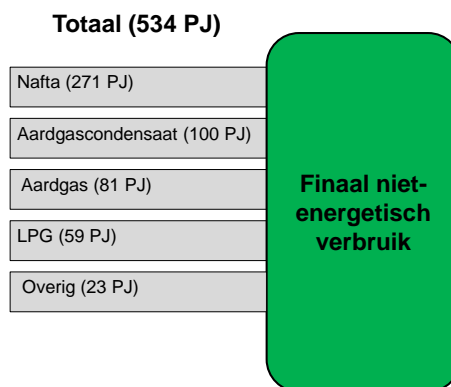 Totaal (534 PJ)
Nafta (271 PJ)
Aardgascondensaat (100 PJ)
Aardgas (81 PJ)
LPG (59 PJ)
Overig (23 PJ)
Finaal niet-
energetisch
verbruik